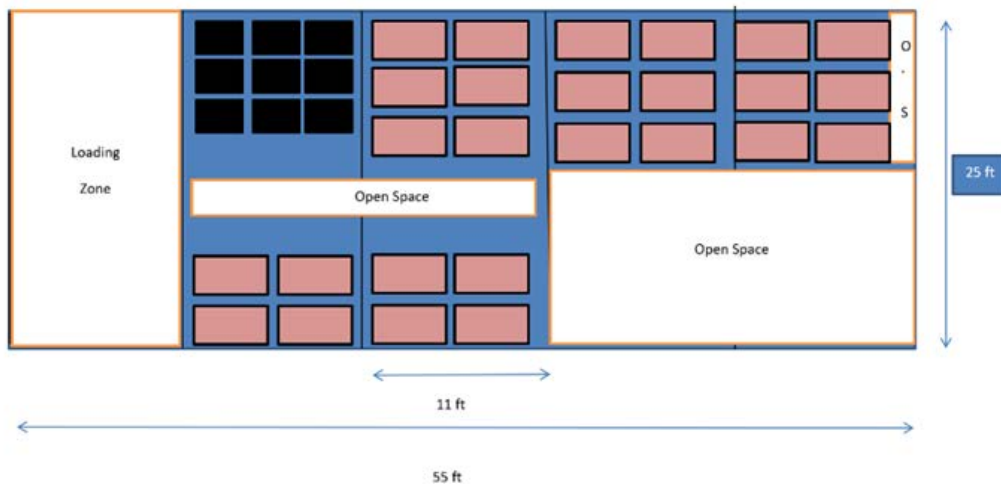 O
.
S
Loading
Zone
Open Space
25 ft
Open Space
11 ft
55 ft